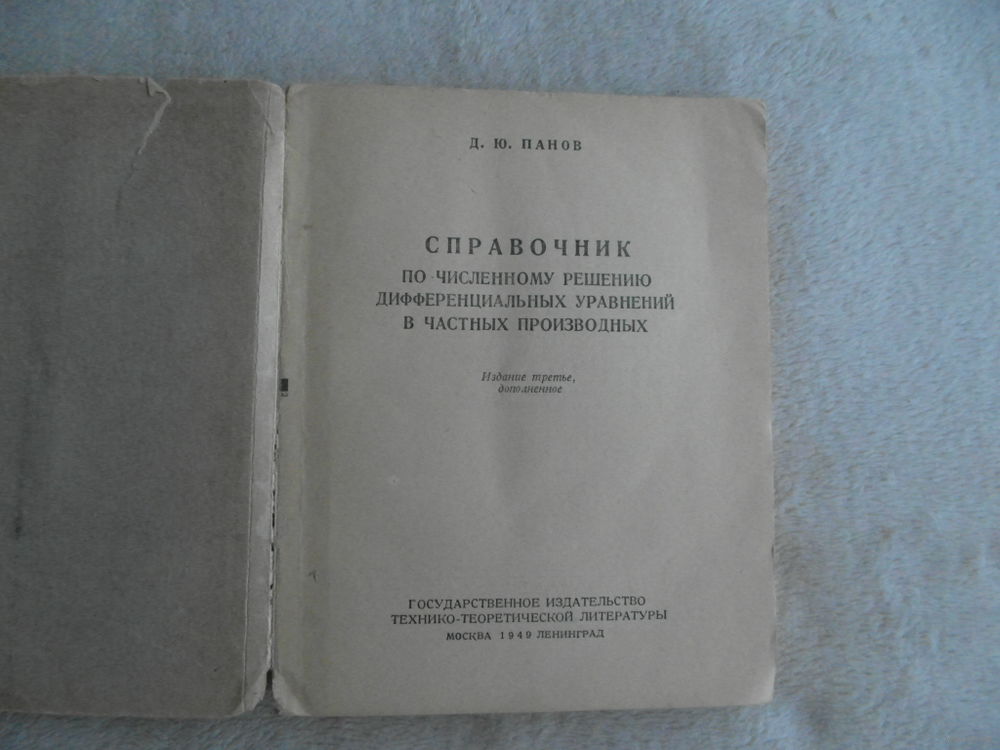 Д. Ю. ПАНОВ
СПРАВОЧНИК
ПО ЧИСЛЕННОМУ РЕШЕНИЮ
ДИФФЕРЕНЦИАЛЬНЫХ УРАВНЕНИЙ
В ЧАСТНЫХ ПРОИЗВОДНЫХ
Издание третье,
дополненное
ГОСУДАРСТВЕННОЕ ИЗДАТЕЛЬСТВО
ТЕХНИКО-ТЕОРЕТИЧЕСКОЙ ЛИТЕРАТУРЫ
МОСКВА 1949 ЛЕНИНГРАД